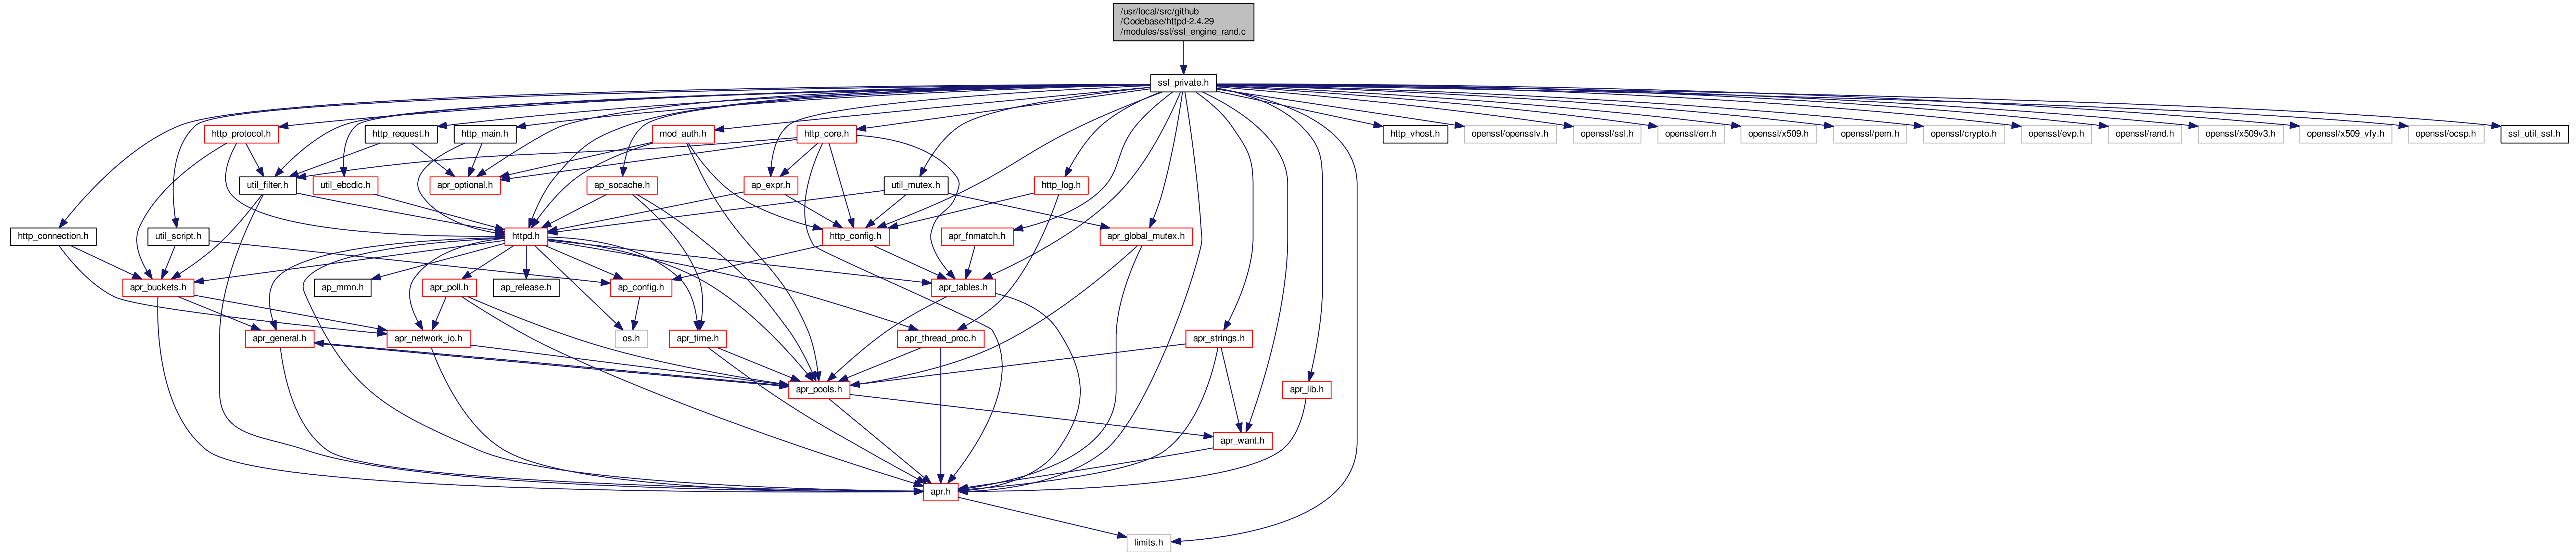 /usr/local/src/github
/Codebase/httpd-2.4.29
/modules/ssl/ssl_engine_rand.c
ssl_private.h
http_protocol.h
http_request.h
http_main.h
mod_auth.h
http_core.h
http_vhost.h
openssl/opensslv.h
openssl/ssl.h
openssl/err.h
openssl/x509.h
openssl/pem.h
openssl/crypto.h
openssl/evp.h
openssl/rand.h
openssl/x509v3.h
openssl/x509_vfy.h
openssl/ocsp.h
ssl_util_ssl.h
util_filter.h
util_ebcdic.h
apr_optional.h
ap_socache.h
ap_expr.h
util_mutex.h
http_log.h
http_connection.h
util_script.h
httpd.h
http_config.h
apr_fnmatch.h
apr_global_mutex.h
apr_buckets.h
ap_mmn.h
apr_poll.h
ap_release.h
ap_config.h
apr_tables.h
apr_general.h
apr_network_io.h
os.h
apr_time.h
apr_thread_proc.h
apr_strings.h
apr_pools.h
apr_lib.h
apr_want.h
apr.h
limits.h